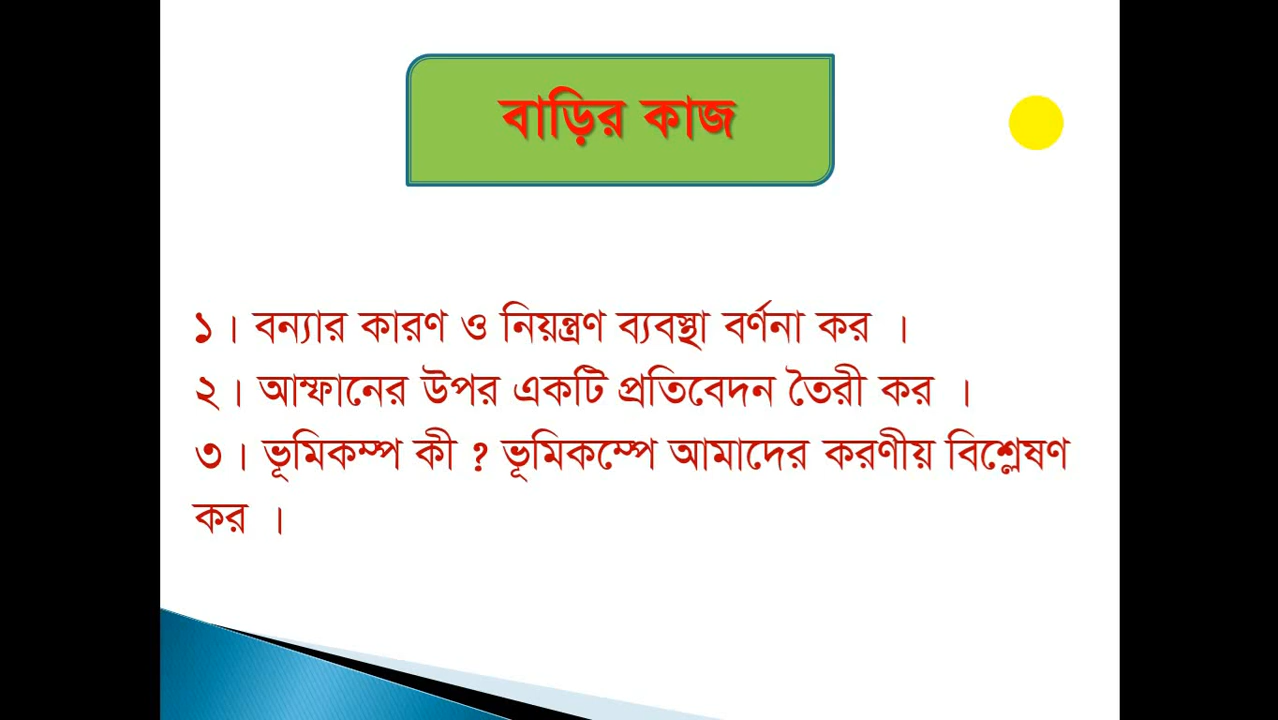 বাড়ির কাজ
১। বন্যার কারণ ও নিয়ন্ত্রণ ব্যবস্থা বর্ণনা কর ।
২। আম্ফানের উপর একটি প্রতিবেদন তৈরী কর ।
৩। ভূমিকম্প কী ? ভূমিকম্পে আমাদের করণীয় বিশ্লেষণ
কর ।